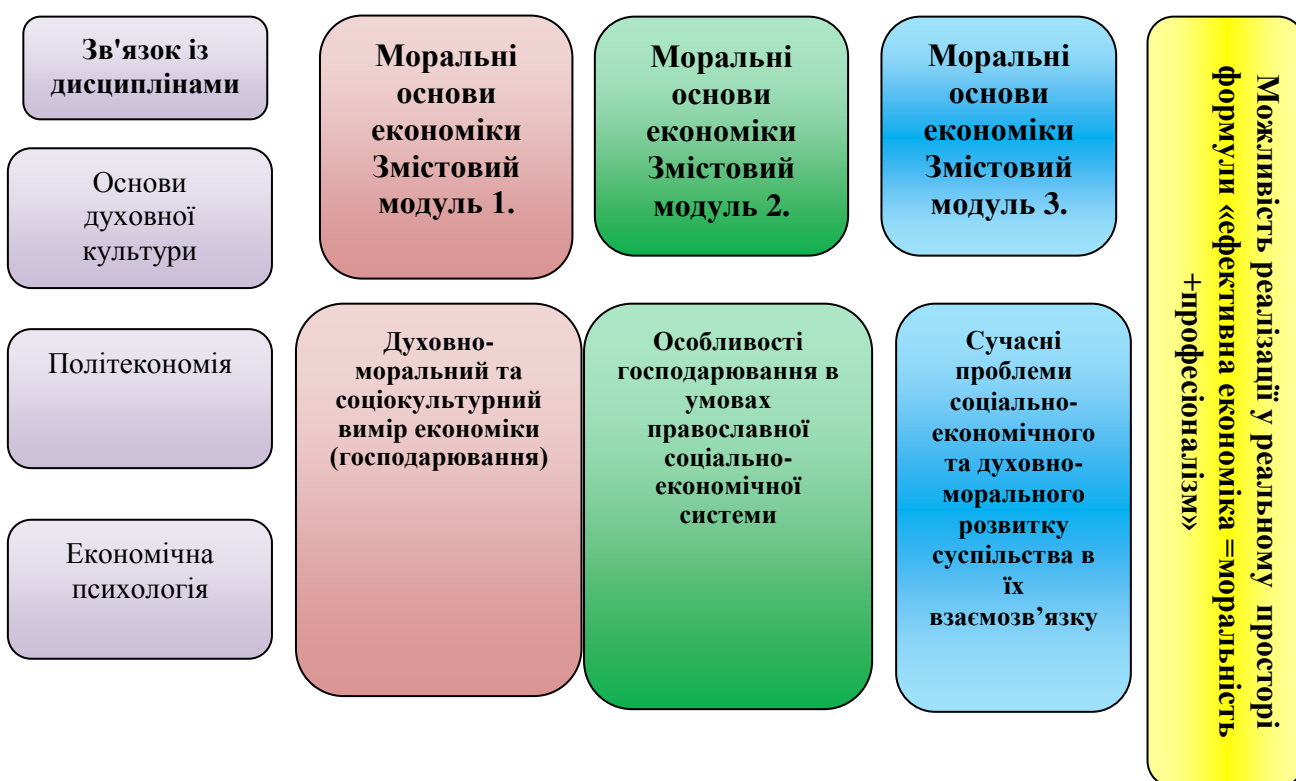 Зв'язок із
дисциплінами
Основи
духовної
культури
Політекономія
Економічна
психологія
Моральні
основи
економіки
Змістовий
модуль 1.
Духовно-
моральний та
соціокультурний
вимір економіки
(господарювання)
Моральні
основи
економіки
Змістовий
модуль 2.
Особливості
господарювання в
умовах
православної
соціально-
економічної
системи
Моральні
основи
економіки
Змістовий
модуль 3.
Сучасні
проблеми
соціально-
економічного
та духовно-
морального
розвитку
суспільства в
їх
взаємозв’язку
Можливість реалізації у реальному просторі
формули «ефективна економіка =моральність
+професіоналізм»